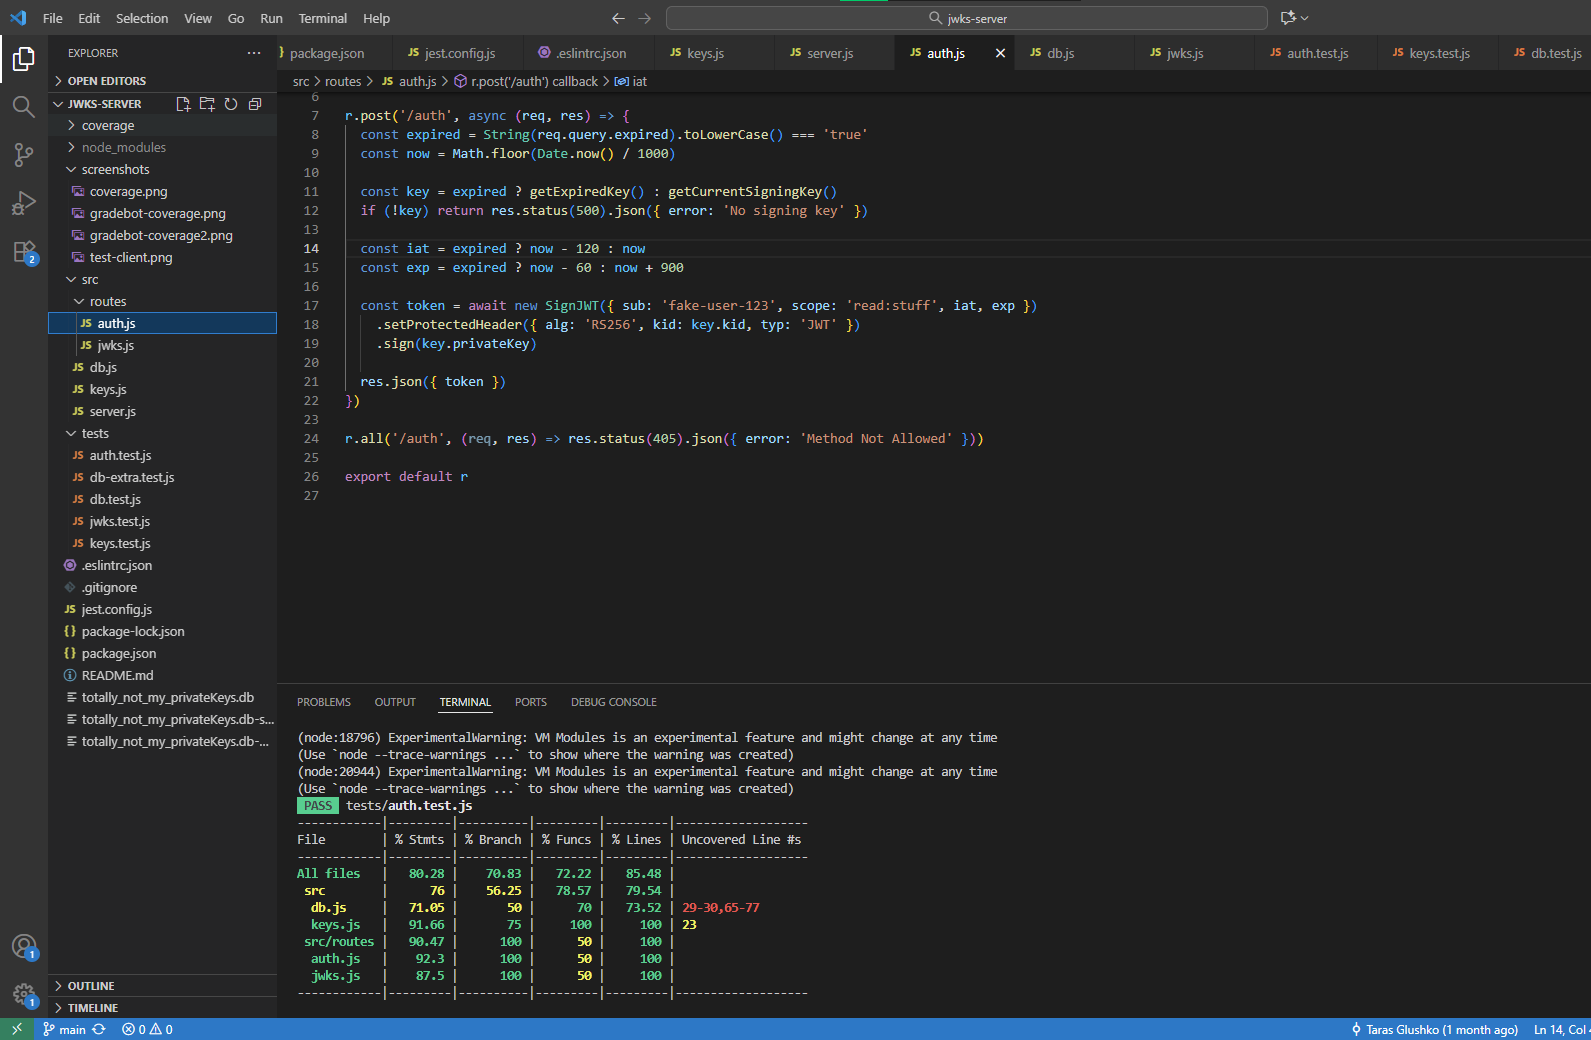 File Edit Selection View Go Run Terminal Help
jwks-server
EXPLORER
package.json
jest.config.js
.eslintrc.json
keys.js
server.js
auth.js
db.js
jwks.js
auth.test.js
keys.test.js
db.test.js
src > routes > JS auth.js > r.post('/auth') callback > iat
OPEN EDITORS
JWKS-SERVER
coverage
node_modules
screenshots
coverage.png
gradebot-coverage.png
gradebot-coverage2.png
test-client.png
src
routes
JS auth.js
JS jwks.js
JS db.js
JS keys.js
JS server.js
tests
JS auth.test.js
JS db-extra.test.js
JS db.test.js
JS jwks.test.js
JS keys.test.js
.eslintrc.json
.gitignore
JS jest.config.js
{} package-lock.json
{} package.json
README.md
totally_not_my_privateKeys.db
totally_not_my_privateKeys.db-s...
totally_not_my_privateKeys.db-...
OUTLINE
TIMELINE
2
1
1
6
7 r.post('/auth', async (req, res) => {
8 const expired = String(req.query.expired).toLowerCase() === 'true'
9 const now = Math.floor(Date.now() / 1000)
10
11 const key = expired ? getExpiredKey() : getCurrentSigningKey()
12 if (!key) return res.status(500).json({ error: 'No signing key' })
13
14 const iat = expired ? now - 120 : now
15 const exp = expired ? now - 60 : now + 900
16
17 const token = await new SignJWT({ sub: 'fake-user-123', scope: 'read:stuff', iat, exp })
18 .setProtectedHeader({ alg: 'RS256', kid: key.kid, typ: 'JWT' })
19 .sign(key.privateKey)
20
21 res.json({ token })
22 })
23
24 r.all('/auth', (req, res) => res.status(405).json({ error: 'Method Not Allowed' }))
25
26 export default r
27
PROBLEMS OUTPUT TERMINAL PORTS DEBUG CONSOLE
(node:18796) ExperimentalWarning: VM Modules is an experimental feature and might change at any time
(Use `node --trace-warnings ...` to show where the warning was created)
(node:20944) ExperimentalWarning: VM Modules is an experimental feature and might change at any time
(Use `node --trace-warnings ...` to show where the warning was created)
PASS tests/auth.test.js
------------|---------|----------|---------|---------|-------------------
File | % Stmts | % Branch | % Funcs | % Lines | Uncovered Line #s
------------|---------|----------|---------|---------|-------------------
All files | 80.28 | 70.83 | 72.22 | 85.48 |
src | 76 | 56.25 | 78.57 | 79.54 |
db.js | 71.05 | 50 | 70 | 73.52 | 29-30,65-77
keys.js | 91.66 | 75 | 100 | 100 | 23
src/routes | 90.47 | 100 | 50 | 100 |
auth.js | 92.3 | 100 | 50 | 100 |
jwks.js | 87.5 | 100 | 50 | 100 |
------------|---------|----------|---------|---------|-------------------
main 0 0 Taras Glushko (1 month ago) Ln 14, Col